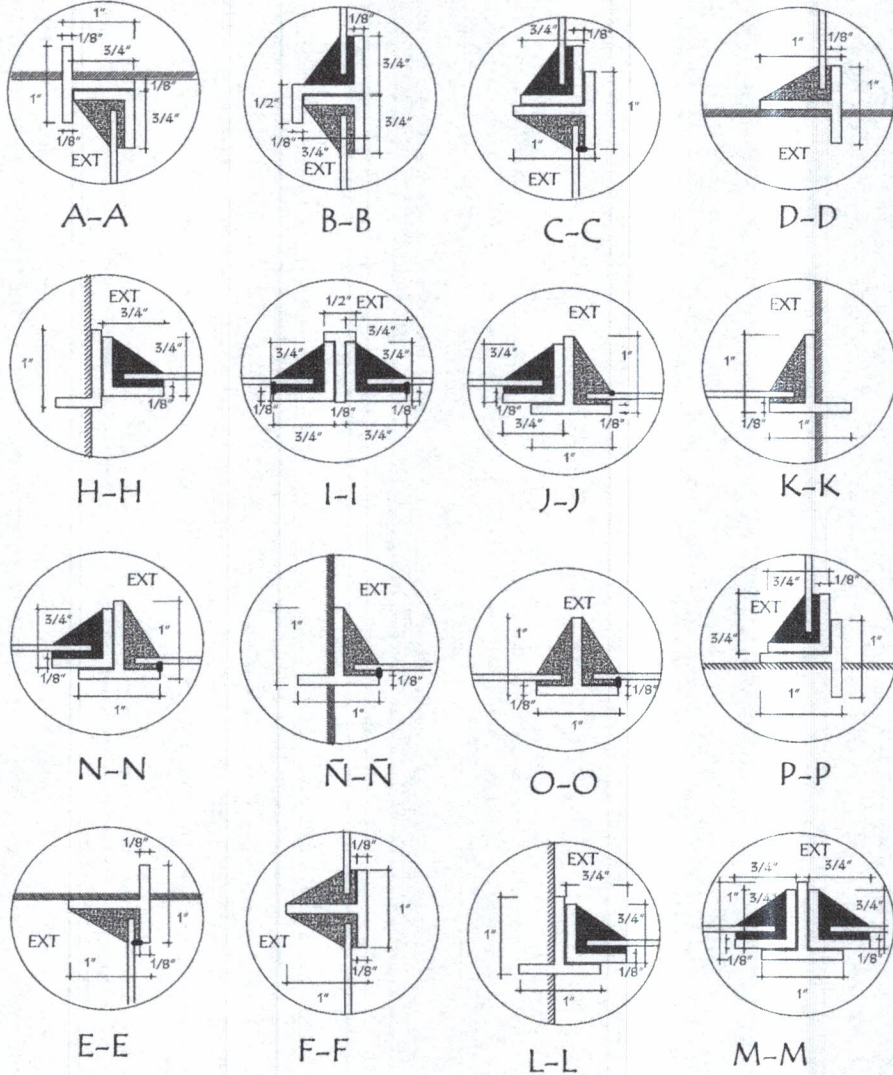 1"
1/8"
3/4"
1"
1/8"
3/4"
1/8"
EXT
A-A
1/8"
3/4"
1/2"
3/4"
1/8"
3/4"
EXT
B-B
3/4"
1/8"
1"
1"
EXT
C-C
1"
1/8"
1"
EXT
D-D
EXT
3/4"
1"
3/4"
1/8"
H-H
1/2"
EXT
3/4"
3/4"
3/4"
1/8"
1/8"
1/8"
3/4"
3/4"
I-I
EXT
3/4"
1"
1/8"
1/8"
3/4"
1"
J-J
EXT
1"
1/8"
1"
K-K
EXT
3/4"
1"
1/8"
1/8"
1"
N-N
EXT
1"
1/8"
1"
Ñ-Ñ
EXT
1"
1/8"
1/8"
1"
O-O
3/4"
1/8"
EXT
3/4"
1"
1"
P-P
1/8"
1"
EXT
1/8"
1"
E-E
1/8"
EXT
1"
1/8"
1"
F-F
EXT
3/4"
1"
3/4"
1/8"
1"
L-L
EXT
3/4"
3/4"
1"
3/4"
3/4"
1/8"
1/8"
1"
M-M